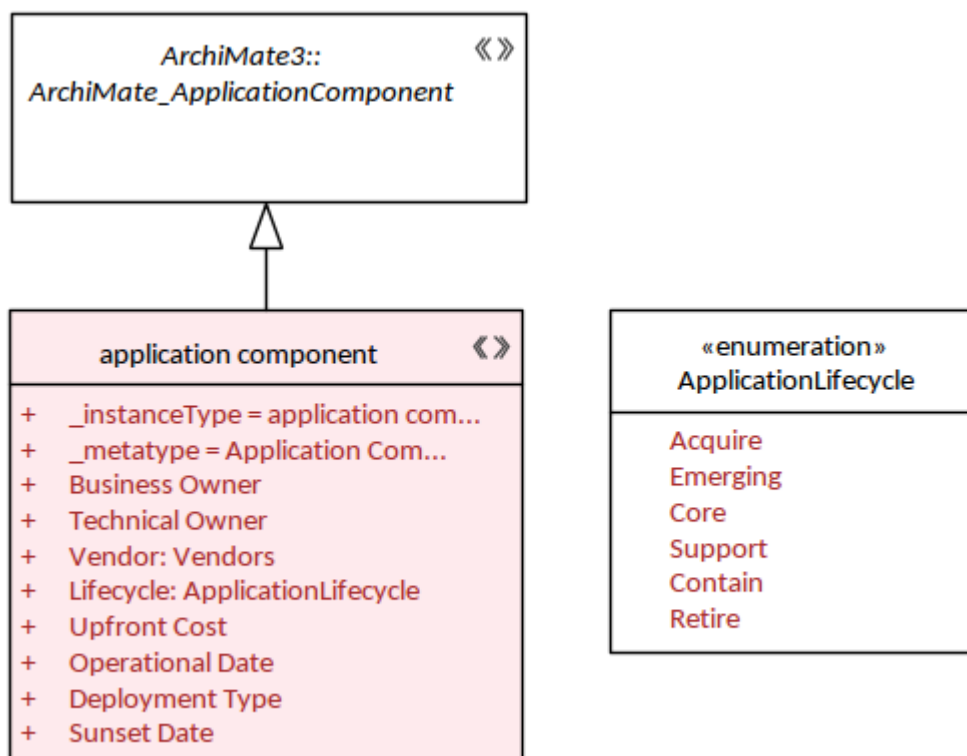 ArchiMate3::
ArchiMate_ApplicationComponent
application component
+ _instanceType = application com...
+ _metatype = Application Com...
+ Business Owner
+ Technical Owner
+ Vendor: Vendors
+ Lifecycle: ApplicationLifecycle
+ Upfront Cost
+ Operational Date
+ Deployment Type
+ Sunset Date
«enumeration»
ApplicationLifecycle
Acquire
Emerging
Core
Support
Contain
Retire